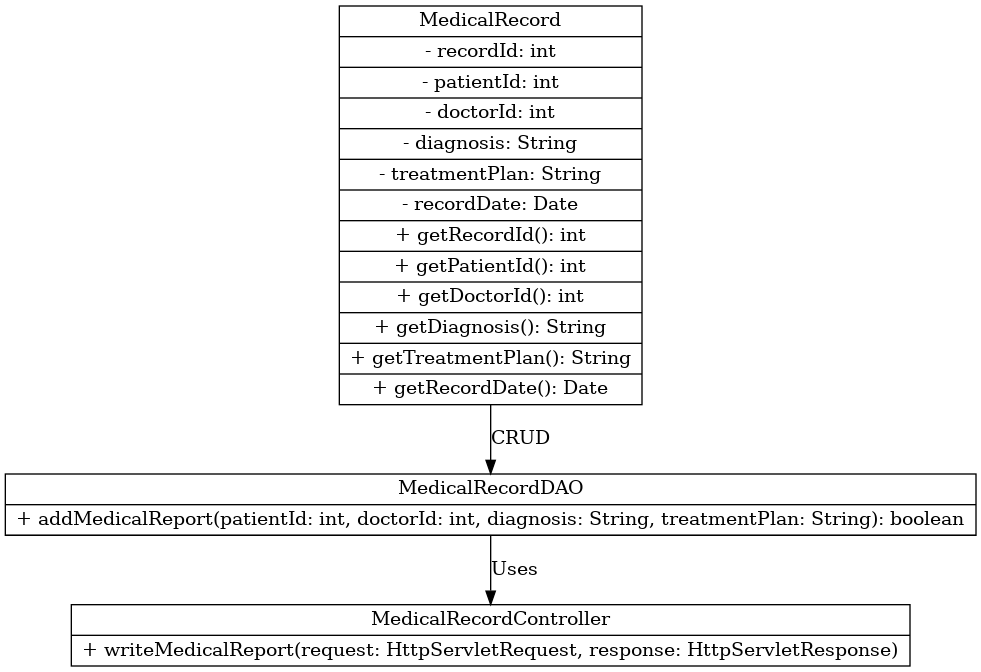 MedicalRecord
- recordId: int
- patientId: int
- doctorId: int
- diagnosis: String
- treatmentPlan: String
- recordDate: Date
+ getRecordId(): int
+ getPatientId(): int
+ getDoctorId(): int
+ getDiagnosis(): String
+ getTreatmentPlan(): String
+ getRecordDate(): Date
CRUD
MedicalRecordDAO
+ addMedicalReport(patientId: int, doctorId: int, diagnosis: String, treatmentPlan: String): boolean
Uses
MedicalRecordController
+ writeMedicalReport(request: HttpServletRequest, response: HttpServletResponse)